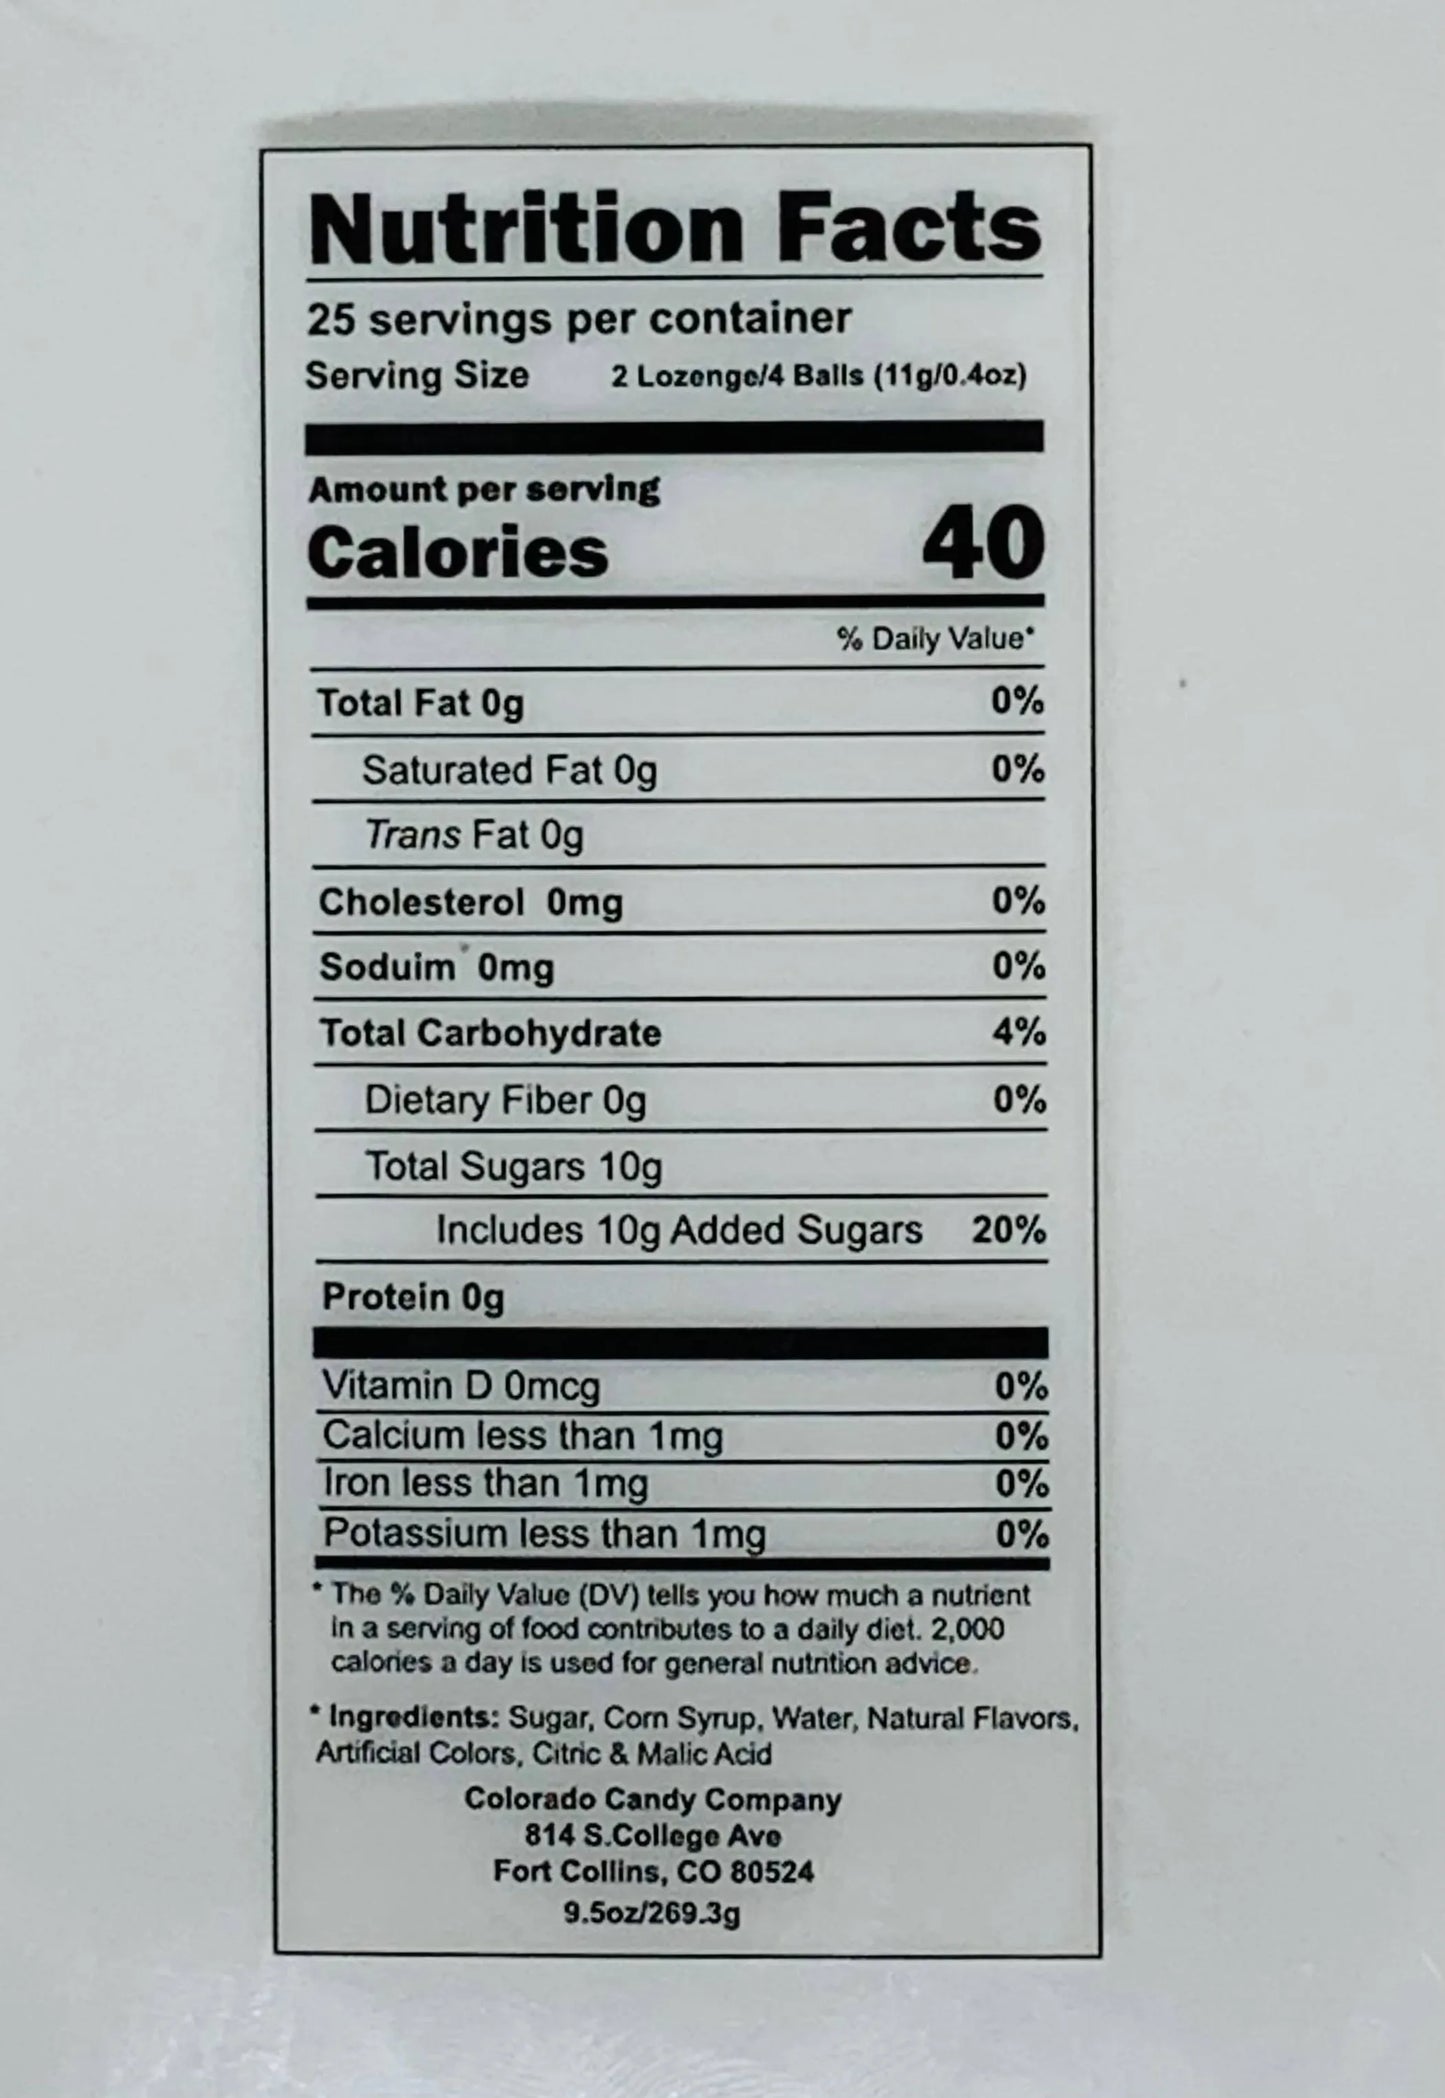 Nutrition Facts
25 servings per container
Serving Size 2 Lozenge/4 Balls (11g/0.4oz)
Amount per serving
Calories 40
% Daily Value*
Total Fat 0g 0%
Saturated Fat 0g 0%
Trans Fat 0g
Cholesterol 0mg 0%
Soduim 0mg 0%
Total Carbohydrate 4%
Dietary Fiber 0g 0%
Total Sugars 10g
Includes 10g Added Sugars 20%
Protein 0g
Vitamin D 0mcg 0%
Calcium less than 1mg 0%
Iron less than 1mg 0%
Potassium less than 1mg 0%
* The % Daily Value (DV) tells you how much a nutrient
in a serving of food contributes to a daily diet. 2,000
calories a day is used for general nutrition advice.
* Ingredients: Sugar, Corn Syrup, Water, Natural Flavors,
Artificial Colors, Citric & Malic Acid
Colorado Candy Company
814 S.College Ave
Fort Collins, CO 80524
9.5oz/269.3g